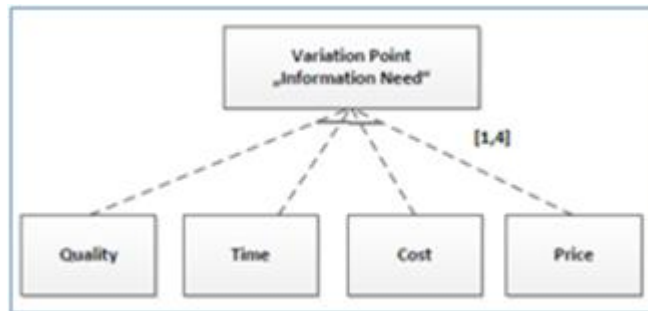 Variation Point
„Information Need“
[1,4]
Quality
Time
Cost
Price